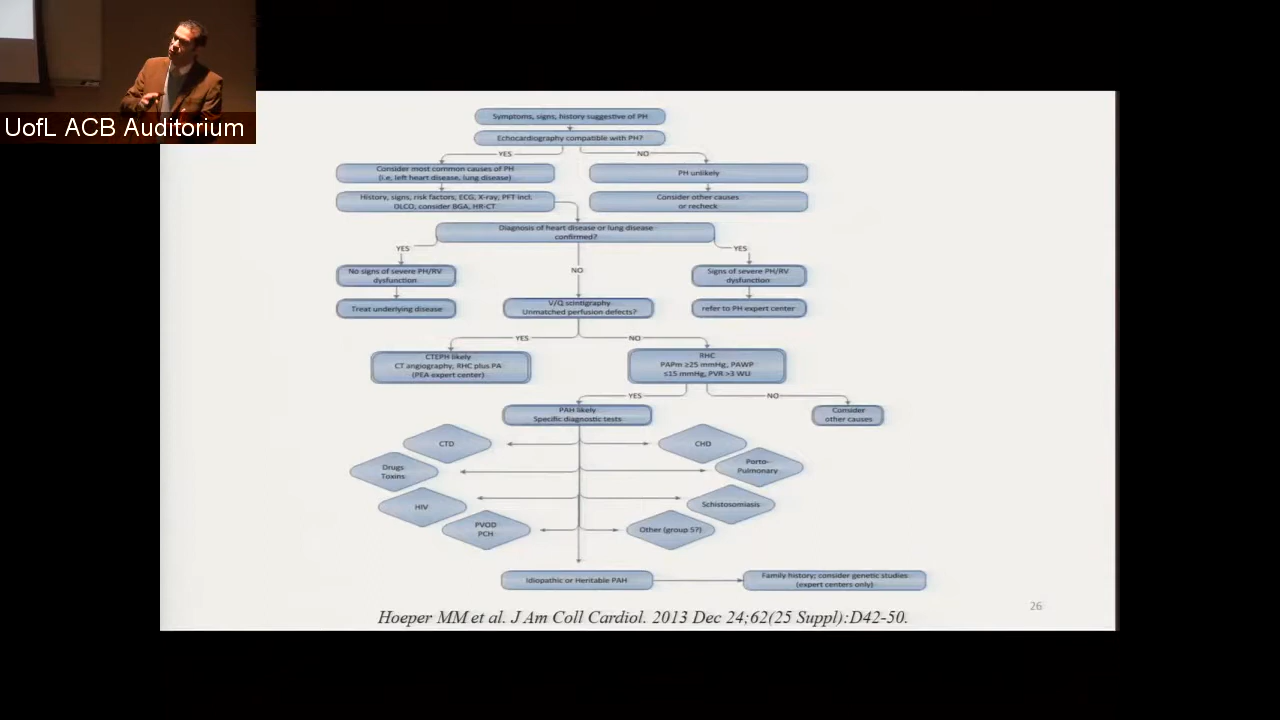 UofL ACB Auditorium
Symptoms, signs, history suggestive of PH
Echocardiography compatible with PH?
YES
NO
Consider most common causes of PH
(i.e. left heart disease, lung disease)
PH unlikely
History, signs, risk factors, ECG, X-ray, PFT incl.
DLCO, consider BGA, HR-CT
Consider other causes
or recheck
Diagnosis of heart disease or lung disease
confirmed?
YES
NO
YES
No signs of severe PH/RV
dysfunction
Signs of severe PH/RV
dysfunction
Treat underlying disease
V/Q scintigraphy
Unmatched perfusion defects?
refer to PH expert center
YES
NO
CTEPH likely
CT angiography, RHC plus PA
(PEA expert center)
RHC
PAPm ≥25 mmHg, PAWP
≤15 mmHg, PVR >3 WU
YES
NO
PAH likely
Specific diagnostic tests
Consider
other causes
CTD
CHD
Drugs
Toxins
Porto-
Pulmonary
HIV
Schistosomiasis
PVOD
PCH
Other (group 5?)
Idiopathic or Heritable PAH
Family history; consider genetic studies
(expert centers only)
26
Hoeper MM et al. J Am Coll Cardiol. 2013 Dec 24;62(25 Suppl):D42-50.